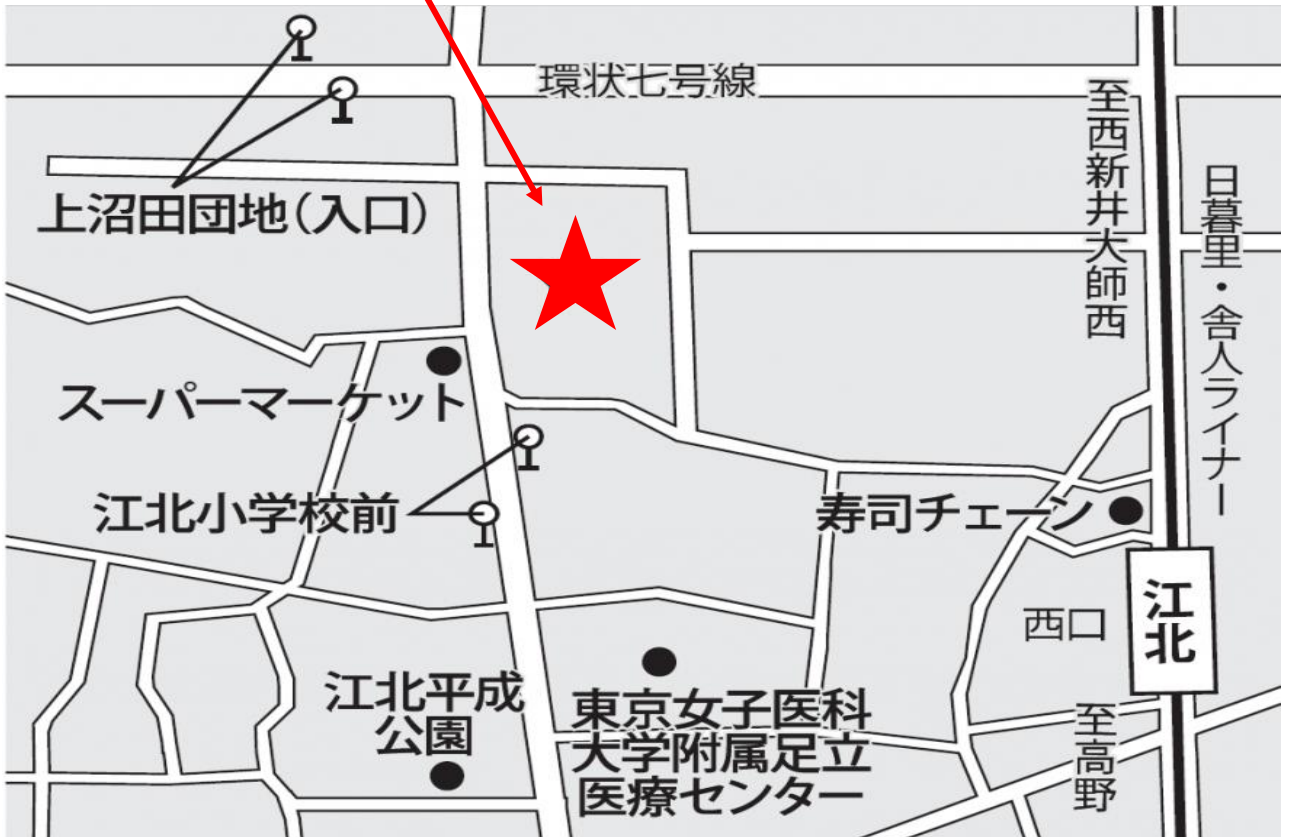 環状七号線
上沼田団地(入口)
至西新井大師西
日暮里・舎人ライナー
スーパーマーケット
江北小学校前
寿司チェーン
江北
西口
江北平成
公園
東京女子医科
大学附属足立
医療センター
至高野